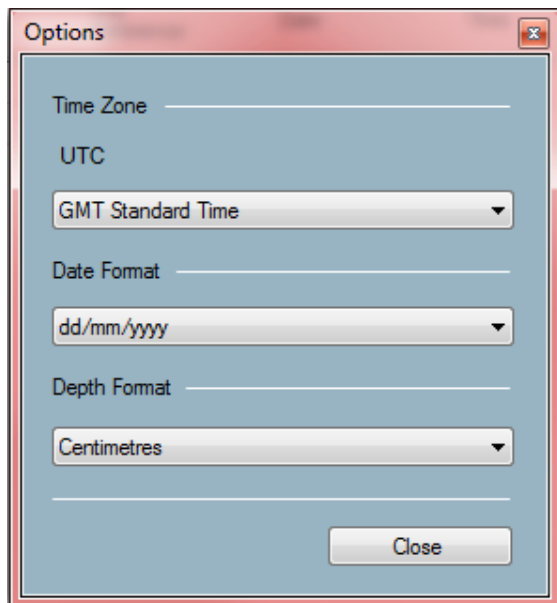 Options
Time Zone
UTC
GMT Standard Time
Date Format
dd/mm/yyyy
Depth Format
Centimetres
Close